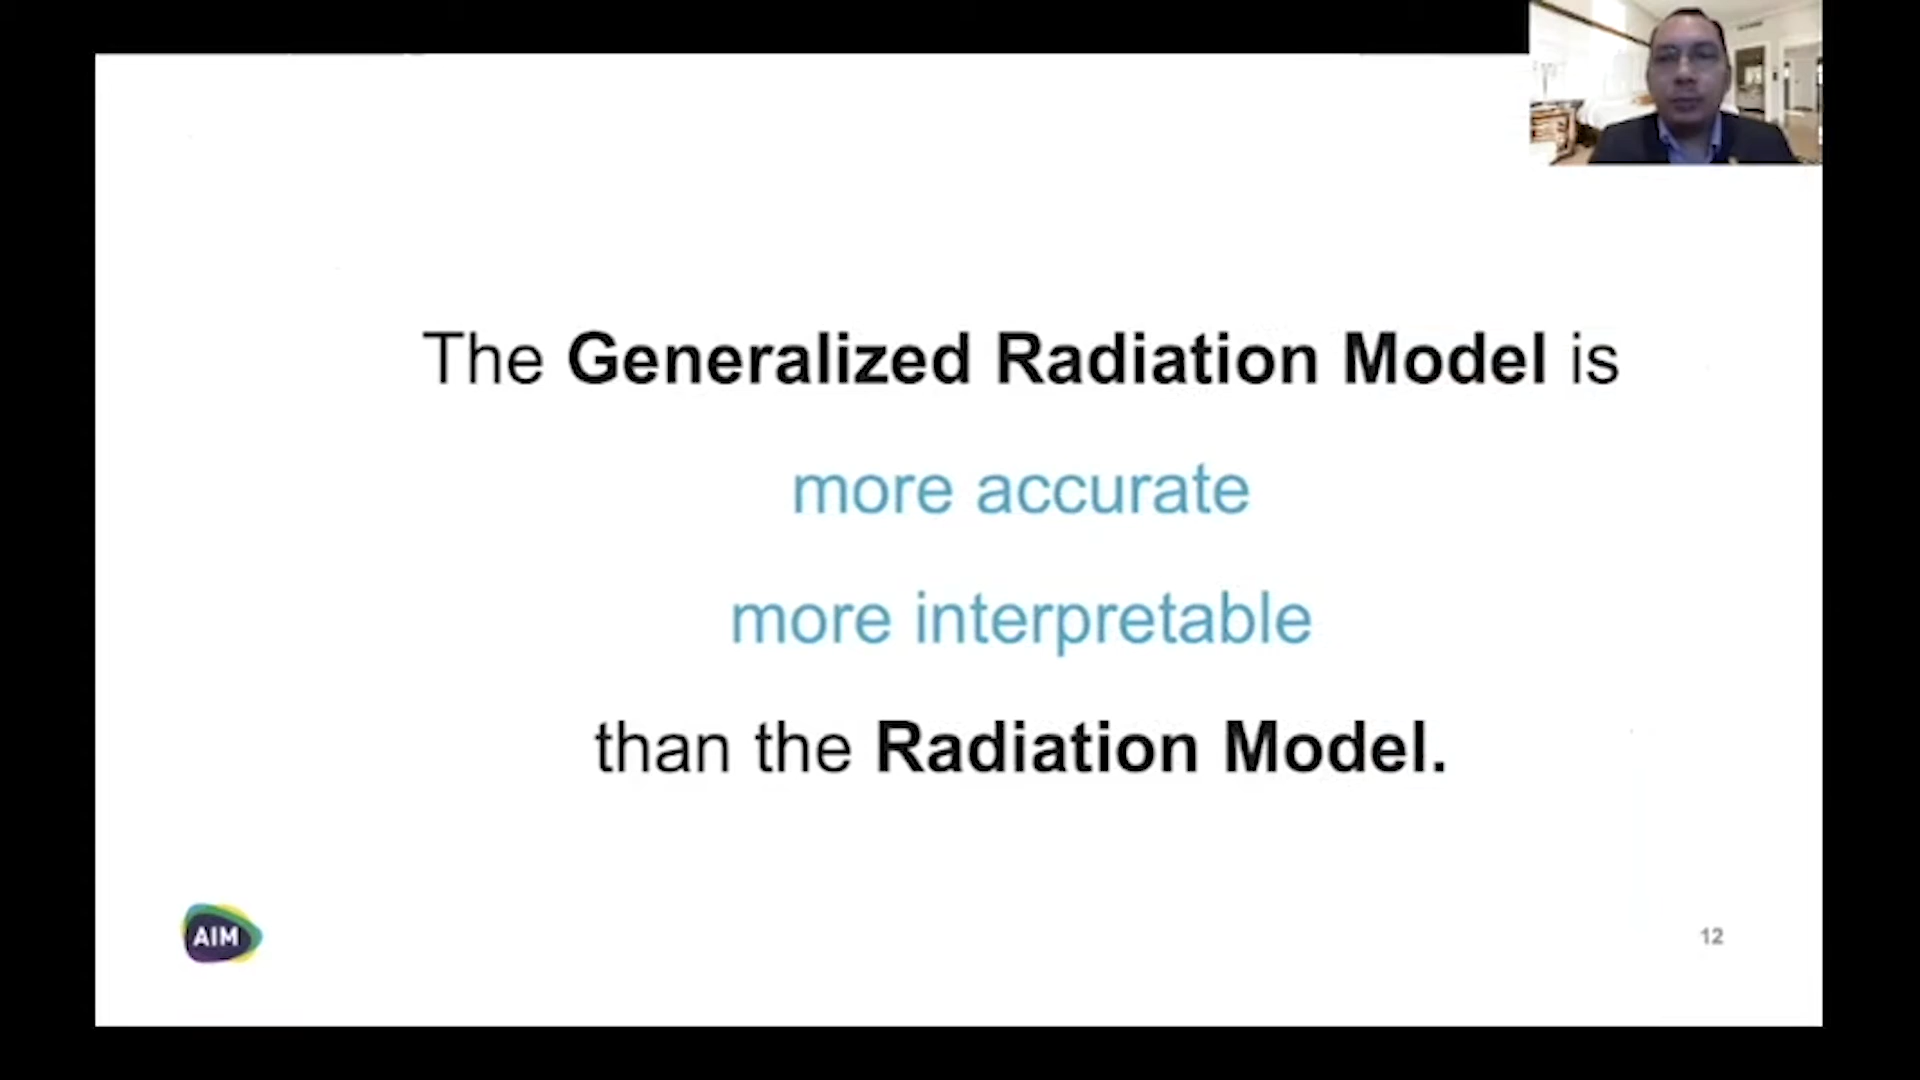 The Generalized Radiation Model is
more accurate
more interpretable
than the Radiation Model.
AIM
12